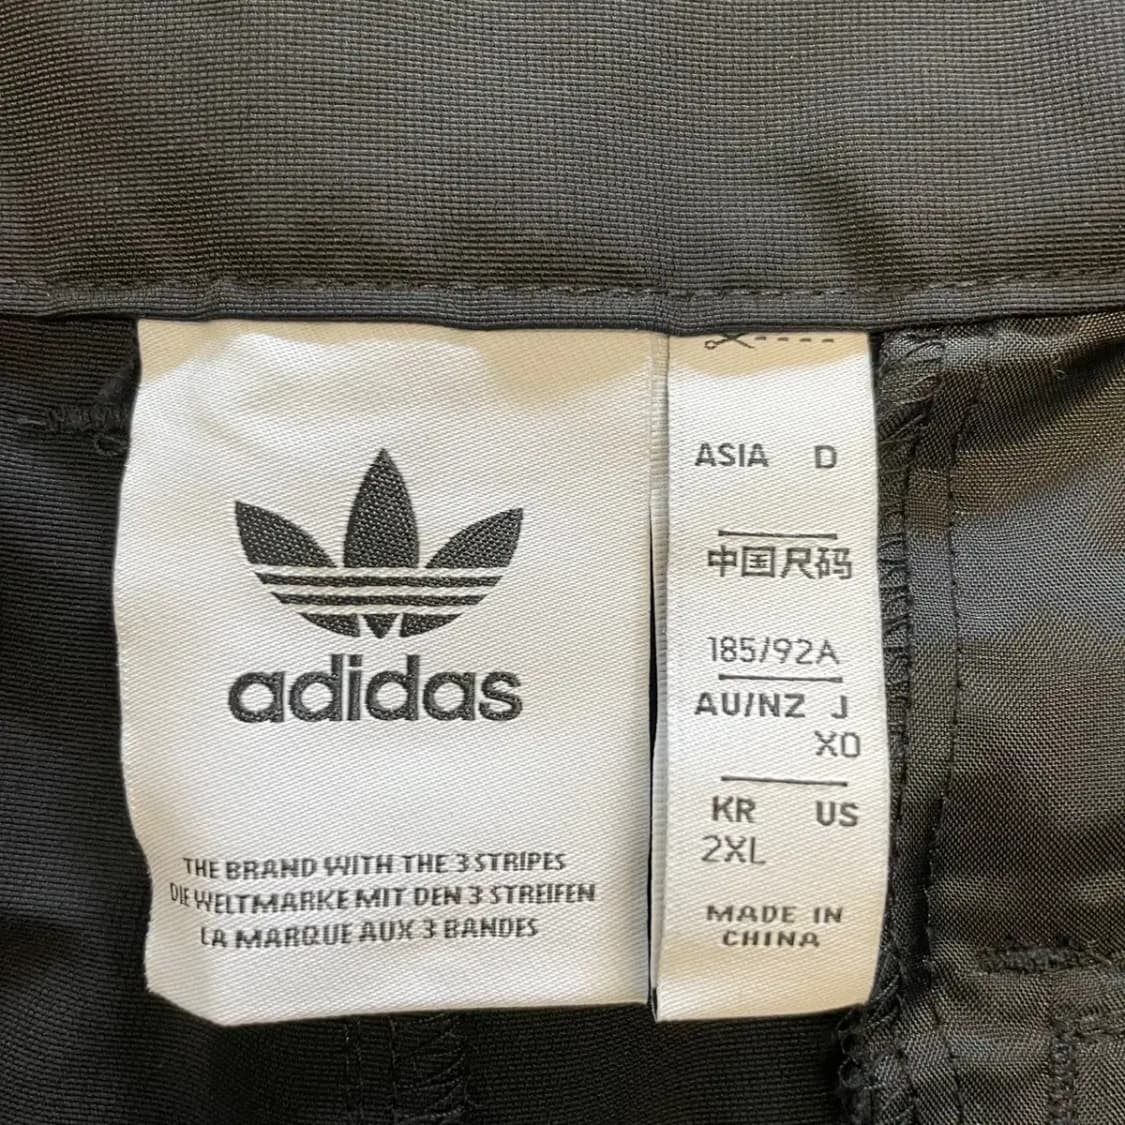 adidas
THE BRAND WITH THE 3 STRIPES
DIE WELTMARKE MIT DEN 3 STREIFEN
LA MARQUE AUX 3 BANDES
ASIA D
中国尺码
185/92A
AU/NZ J
XO
KR US
2XL
MADE IN
CHINA